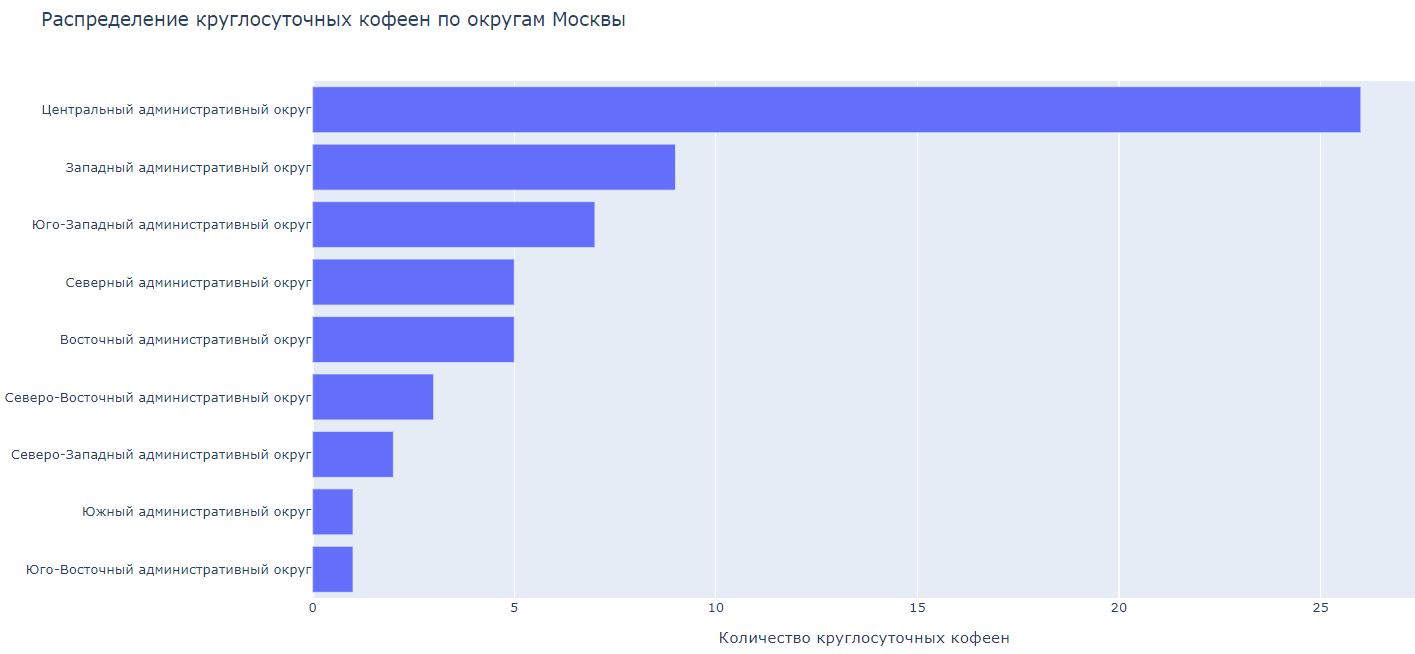 Распределение круглосуточных кофеен по округам Москвы
Центральный административный округ
Западный административный округ
Юго-Западный административный округ
Северный административный округ
Восточный административный округ
Северо-Восточный административный округ
Северо-Западный административный округ
Южный административный округ
Юго-Восточный административный округ
0 5 10 15 20 25
Количество круглосуточных кофеен